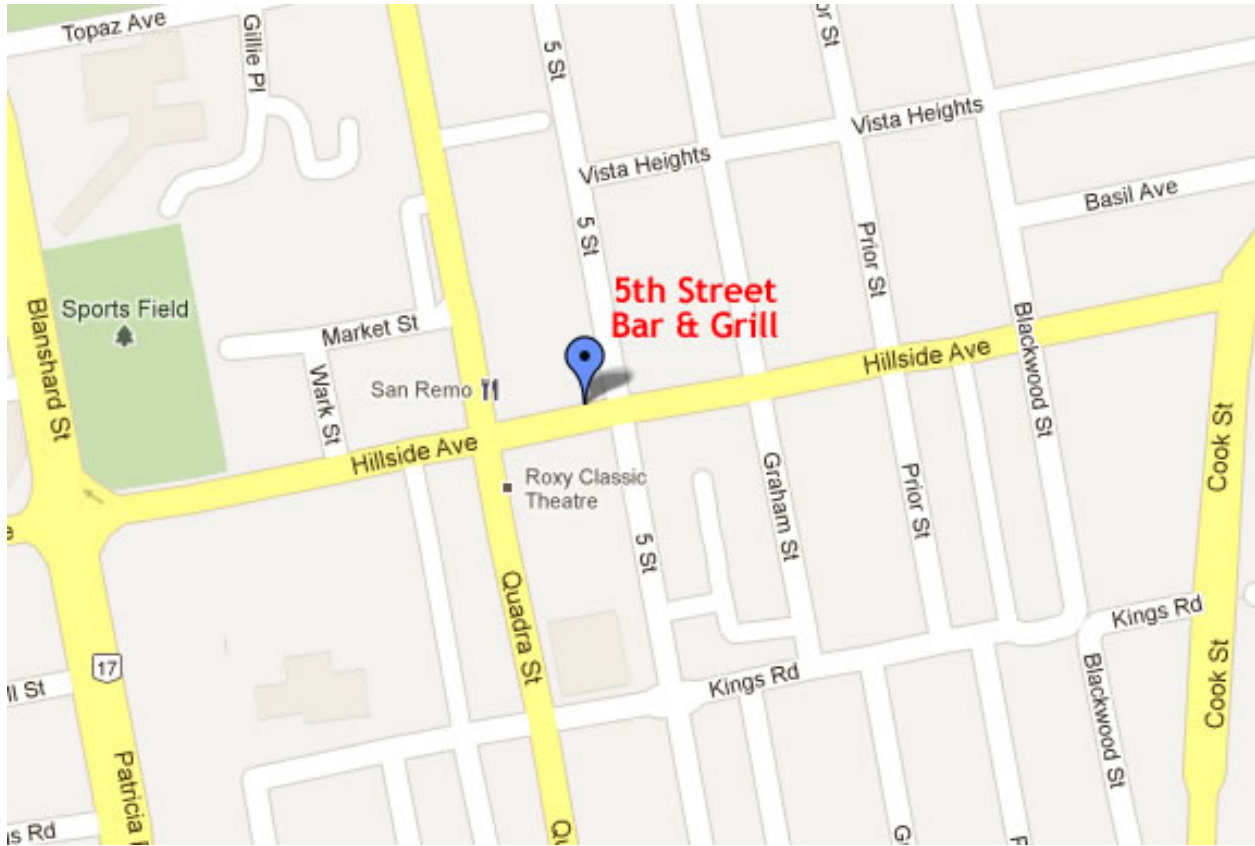 Topaz Ave
Gillie Pl
5 St
or St
Vista Heights
Vista Heights
Basil Ave
5 St
Prior St
5th Street
Bar & Grill
Sports Field
Market St
Blanshard St
Wark St
San Remo
Hillside Ave
Blackwood St
Hillside Ave
Roxy Classic
Theatre
Graham St
Prior St
Cook St
5 St
Quadra St
Kings Rd
Kings Rd
17
ll St
Blackwood St
Cook St
Patricia
s Rd
Qu